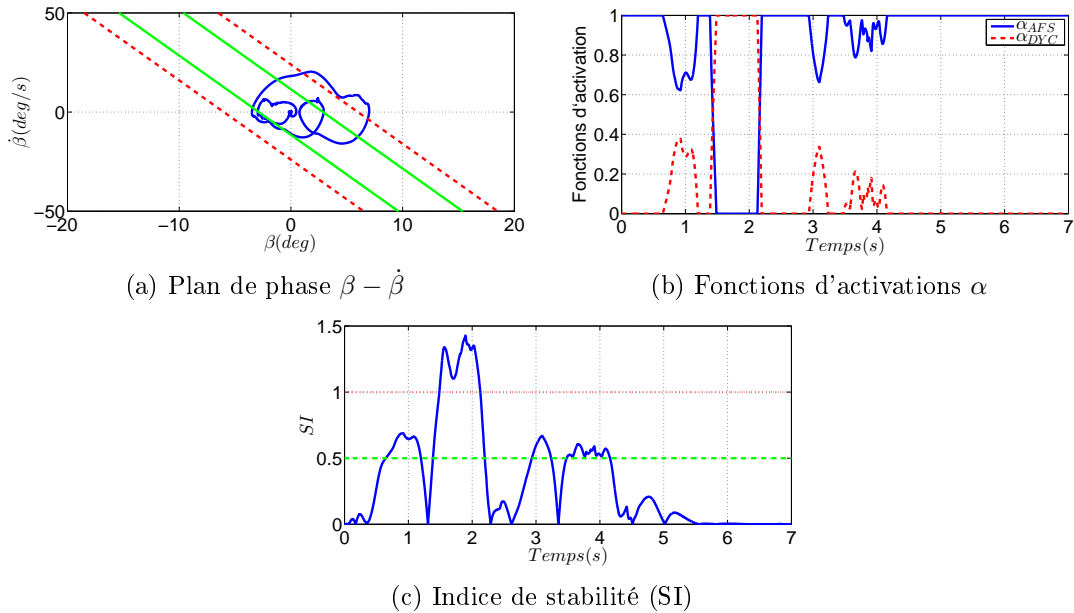 50
0
−50
β̇(deg/s)
−20 −10 0 10 20
β(deg)
(a) Plan de phase β − β̇
1
0.8
0.6
0.4
0.2
0
Fonctions d'activation
α_AFS
α_DYC
0 1 2 3 4 5 6 7
Temps(s)
(b) Fonctions d'activations α
1.5
1
0.5
0
SI
0 1 2 3 4 5 6 7
Temps(s)
(c) Indice de stabilité (SI)